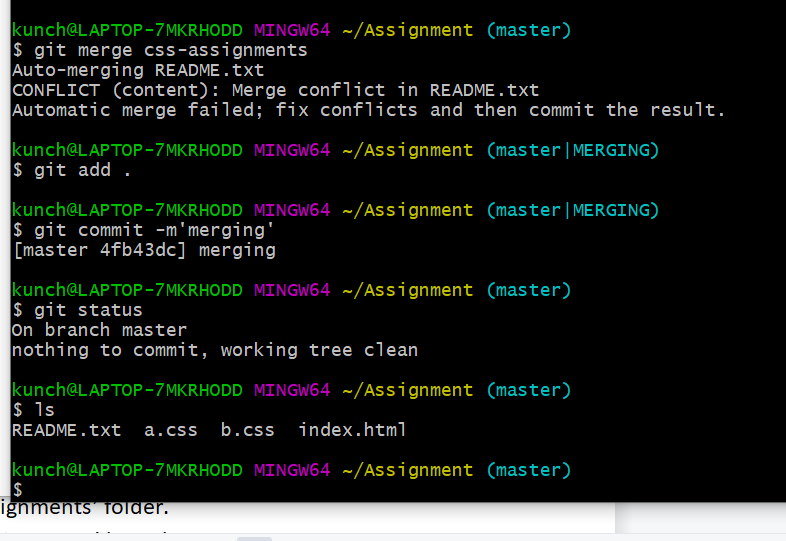 kunch@LAPTOP-7MKRHODD MINGW64 ~/Assignment (master)
$ git merge css-assignments
Auto-merging README.txt
CONFLICT (content): Merge conflict in README.txt
Automatic merge failed; fix conflicts and then commit the result.
kunch@LAPTOP-7MKRHODD MINGW64 ~/Assignment (master|MERGING)
$ git add .
kunch@LAPTOP-7MKRHODD MINGW64 ~/Assignment (master|MERGING)
$ git commit -m'merging'
[master 4fb43dc] merging
kunch@LAPTOP-7MKRHODD MINGW64 ~/Assignment (master)
$ git status
On branch master
nothing to commit, working tree clean
kunch@LAPTOP-7MKRHODD MINGW64 ~/Assignment (master)
$ ls
README.txt  a.css  b.css  index.html
kunch@LAPTOP-7MKRHODD MINGW64 ~/Assignment (master)
$
ignments' folder.